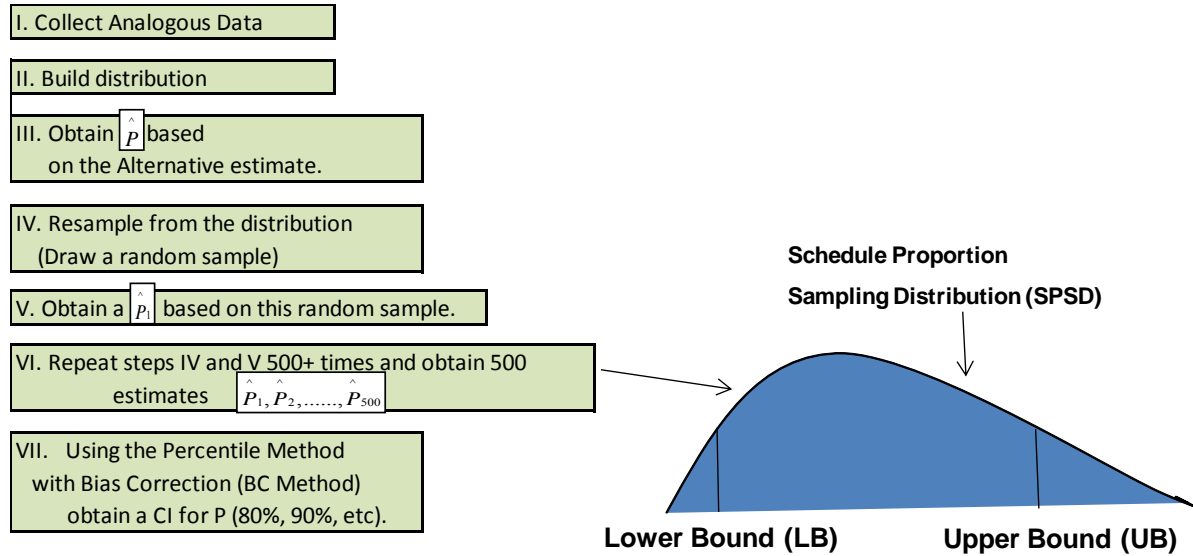 I. Collect Analogous Data
II. Build distribution
III. Obtain P̂ based
on the Alternative estimate.
IV. Resample from the distribution
(Draw a random sample)
V. Obtain a P̂₁ based on this random sample.
VI. Repeat steps IV and V 500+ times and obtain 500
estimates P̂₁, P̂₂,......, P̂₅₀₀
VII. Using the Percentile Method
with Bias Correction (BC Method)
obtain a CI for P (80%, 90%, etc).
Schedule Proportion
Sampling Distribution (SPSD)
Lower Bound (LB)
Upper Bound (UB)